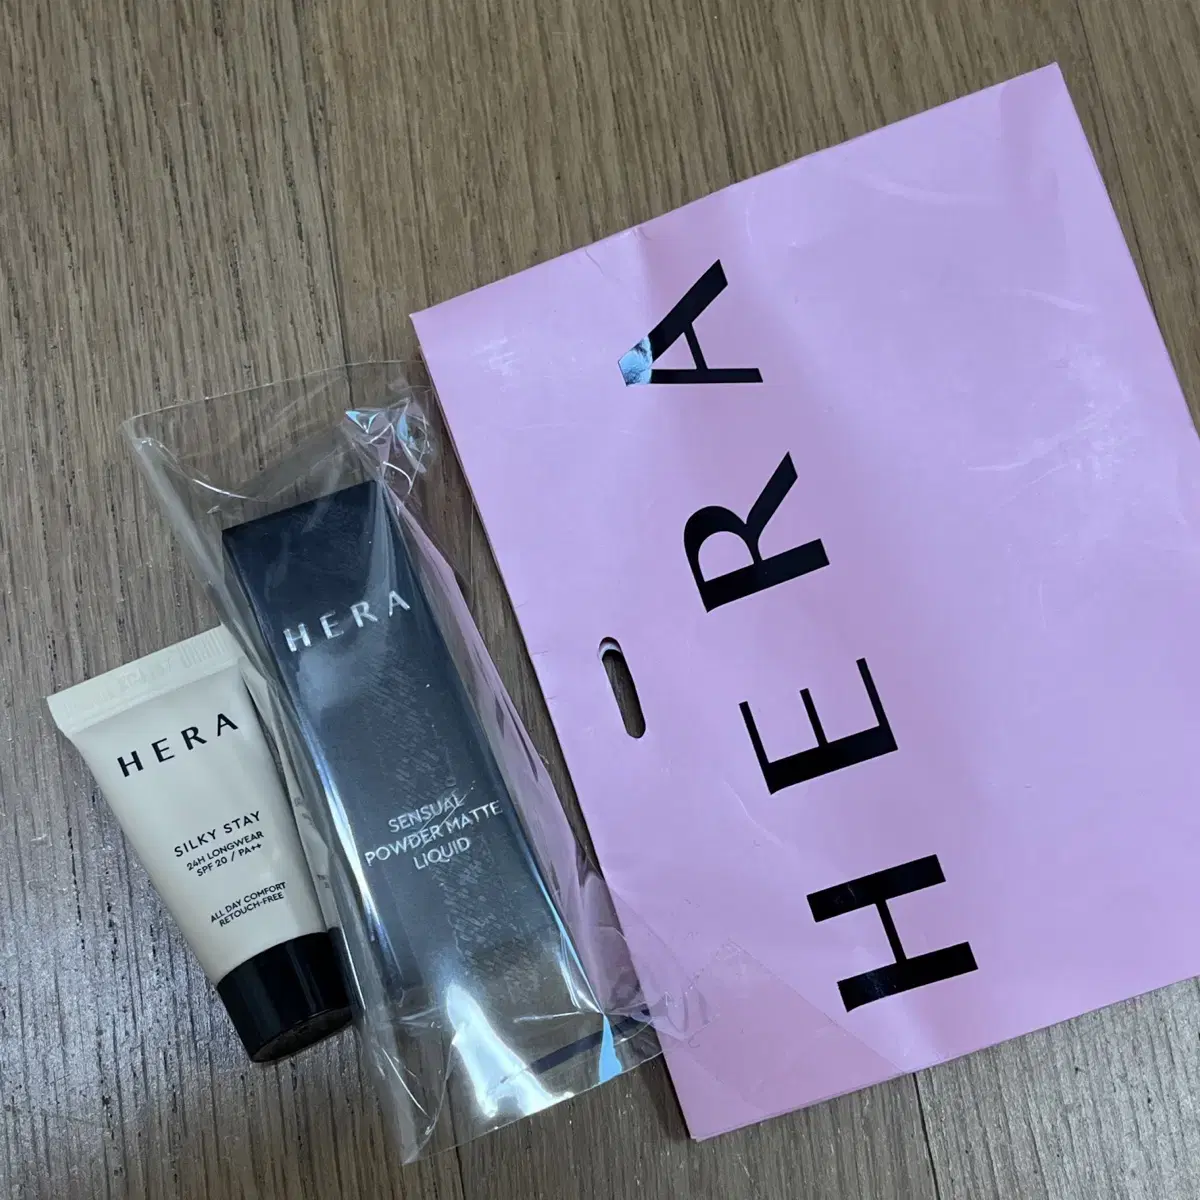 HERA
SILKY STAY
24H LONGWEAR
SPF 20 / PA++
ALL DAY COMFORT
RETOUCH-FREE
HERA
SENSUAL
POWDER MATTE
LIQUID
HERA